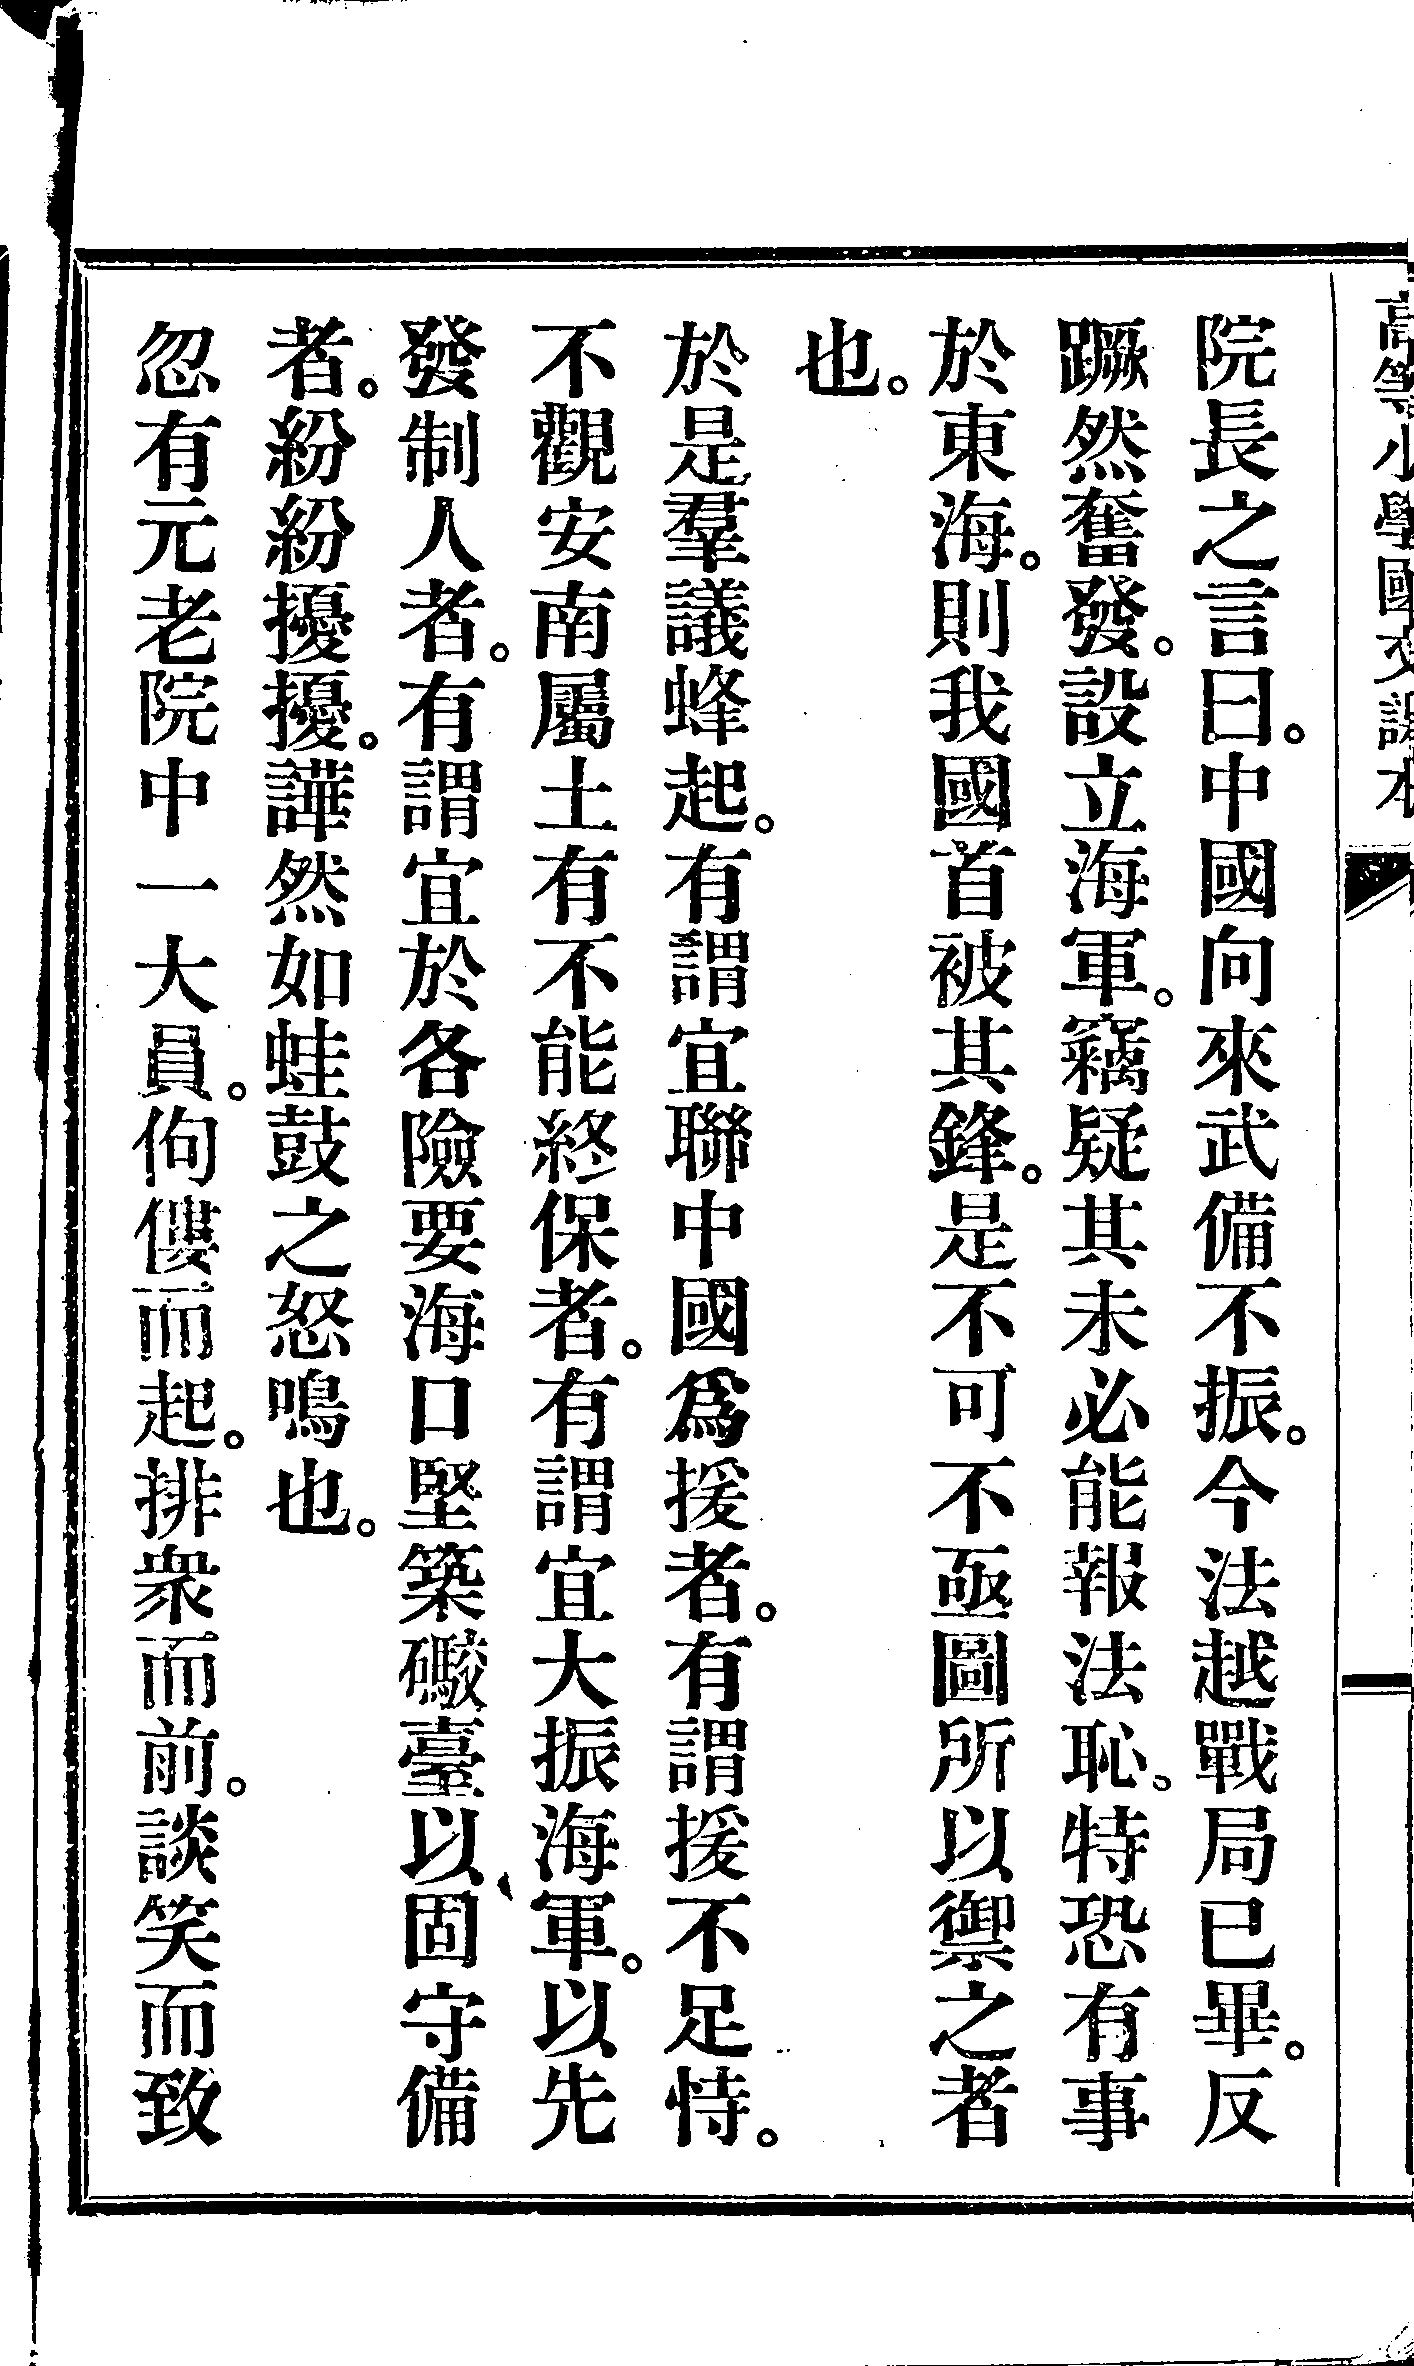 高等小學國文課本
院長之言曰。中國向來武備不振。今法越戰局已畢。反
蹶然奮發。設立海軍。竊疑其未必能報法恥。特恐有事
於東海。則我國首被其鋒。是不可不亟圖所以禦之者
也。
於是羣議蜂起。有謂宜聯中國爲援者。有謂援不足恃。
不觀安南屬土有不能終保者。有謂宜大振海軍。以先
發制人者。有謂宜於各險要海口堅築礮臺以固守備
者。紛紛擾擾。譁然如蛙鼓之怒鳴也。
忽有元老院中一大員。佝僂而起。排衆而前。談笑而致